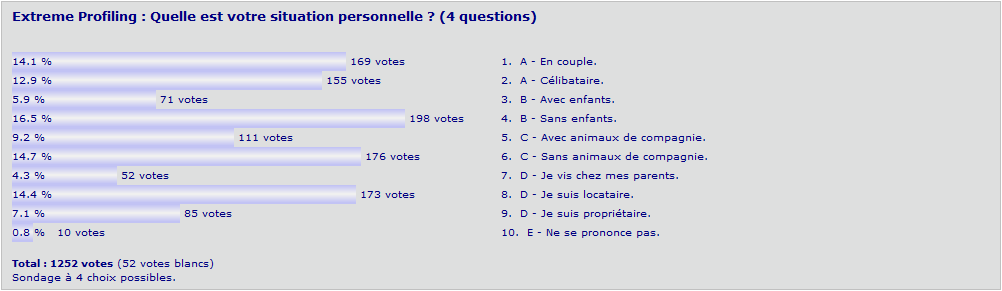 Extreme Profiling : Quelle est votre situation personnelle ? (4 questions)
14.1 % 169 votes 1. A - En couple.
12.9 % 155 votes 2. A - Célibataire.
5.9 % 71 votes 3. B - Avec enfants.
16.5 % 198 votes 4. B - Sans enfants.
9.2 % 111 votes 5. C - Avec animaux de compagnie.
14.7 % 176 votes 6. C - Sans animaux de compagnie.
4.3 % 52 votes 7. D - Je vis chez mes parents.
14.4 % 173 votes 8. D - Je suis locataire.
7.1 % 85 votes 9. D - Je suis propriétaire.
0.8 % 10 votes 10. E - Ne se prononce pas.
Total : 1252 votes (52 votes blancs)
Sondage à 4 choix possibles.